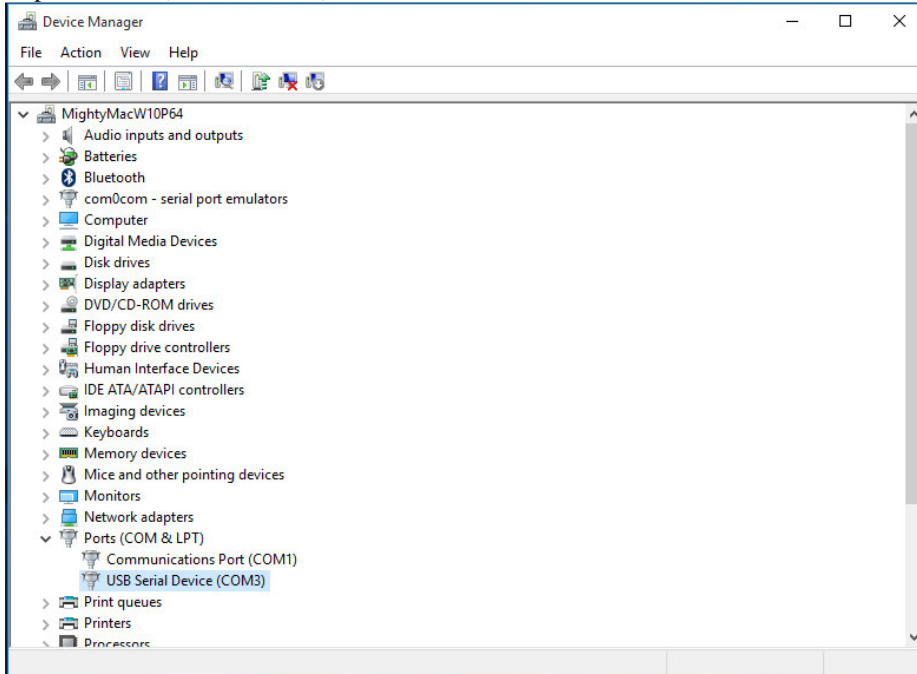 Device Manager
File Action View Help
MightyMacW10P64
Audio inputs and outputs
Batteries
Bluetooth
com0com - serial port emulators
Computer
Digital Media Devices
Disk drives
Display adapters
DVD/CD-ROM drives
Floppy disk drives
Floppy drive controllers
Human Interface Devices
IDE ATA/ATAPI controllers
Imaging devices
Keyboards
Memory devices
Mice and other pointing devices
Monitors
Network adapters
Ports (COM & LPT)
Communications Port (COM1)
USB Serial Device (COM3)
Print queues
Printers
Processors